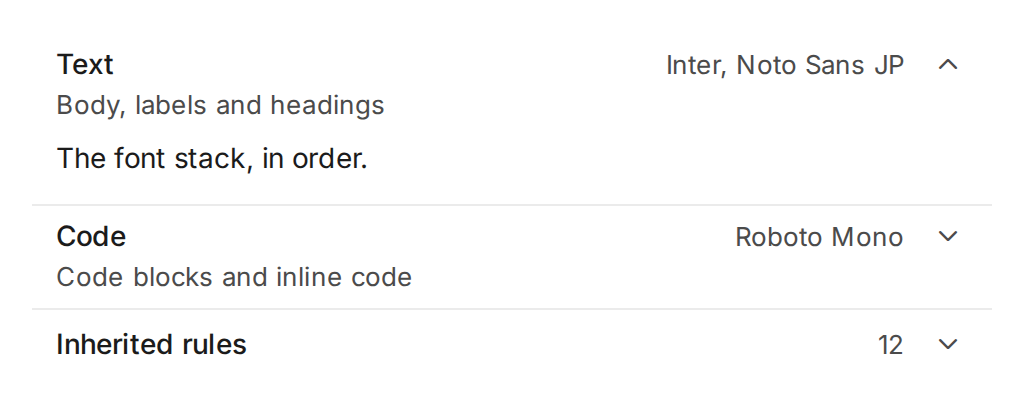 Text
Inter, Noto Sans JP
Body, labels and headings
The font stack, in order.
Code
Roboto Mono
Code blocks and inline code
Inherited rules
12